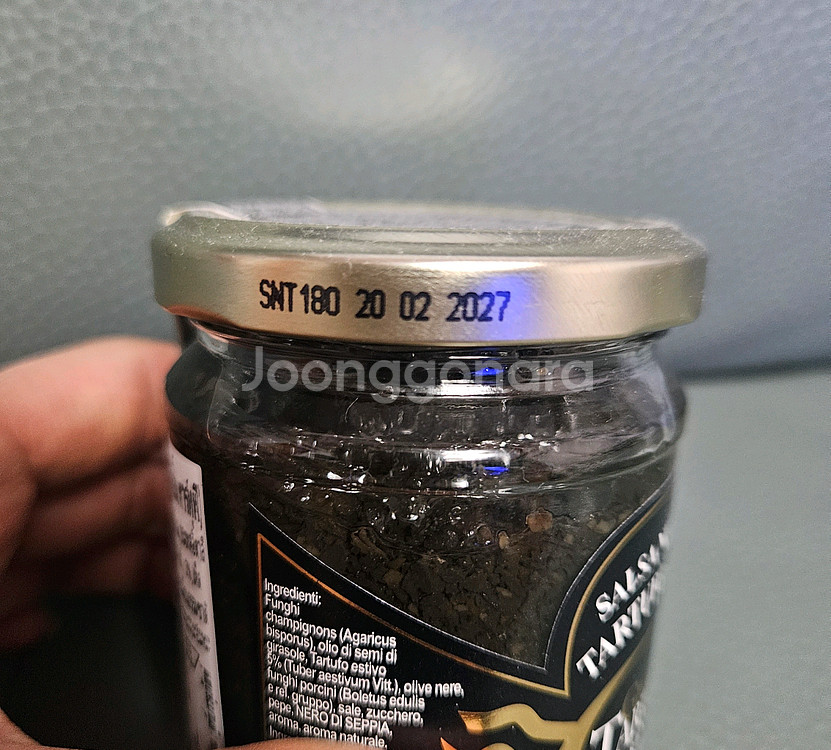 SNT180 20 02 2027
Joonggonara
Ingredienti:
Funghi
champignons (Agaricus
bisporus), olio di semi di
girasole, Tartufo estivo
5% (Tuber aestivum Vitt.), olive nere,
funghi porcini (Boletus edulis
e rel. gruppo), sale, zucchero,
pepe, NERO DI SEPPIA,
aroma, aroma naturale.
SALSA